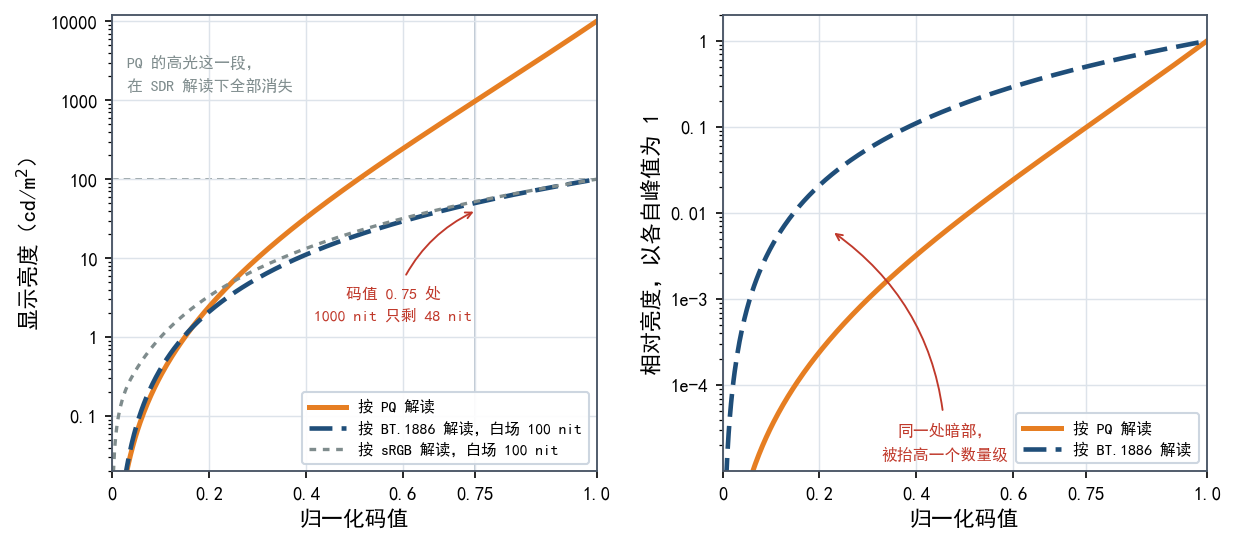 10000
1000
100
10
1
0.1
显示亮度 (cd/m²)
PQ 的高光这一段,
在 SDR 解读下全部消失
码值 0.75 处
1000 nit 只剩 48 nit
按 PQ 解读
按 BT.1886 解读，白场 100 nit
按 sRGB 解读，白场 100 nit
0
0.2
0.4
0.6
0.75
1.0
归一化码值
1
0.1
0.01
1e-3
1e-4
相对亮度，以各自峰值为 1
同一处暗部，
被抬高一个数量级
按 PQ 解读
按 BT.1886 解读
0
0.2
0.4
0.6
0.75
1.0
归一化码值